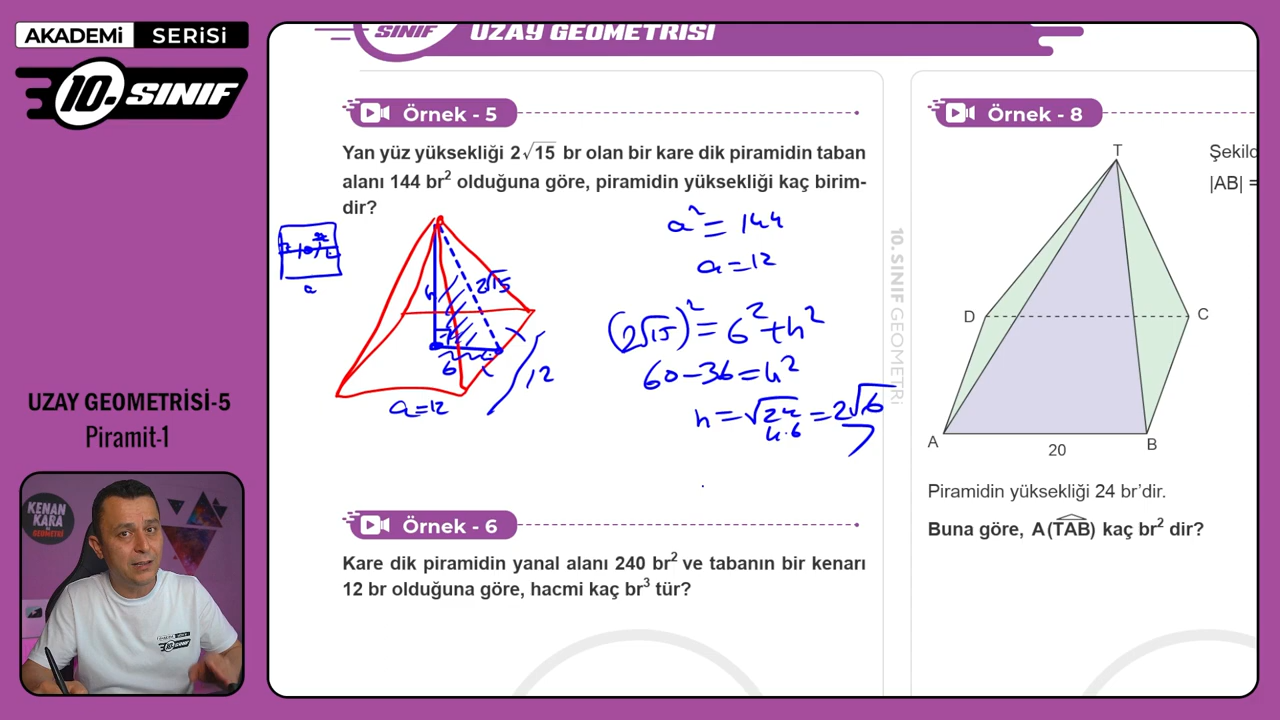 AKADEMİ SERİSİ
10. SINIF
SINIF UZAY GEOMETRİSİ
UZAY GEOMETRİSİ-5
Piramit-1
KENAN
KARA
GEOMETRİ
10. SINIF
Örnek - 5
Yan yüz yüksekliği 2√15 br olan bir kare dik piramidin taban
alanı 144 br² olduğuna göre, piramidin yüksekliği kaç birim-
dir?
a
h
2√15
6
12
a=12
a² = 144
a=12
(2√15)² = 6²+h²
60-36=h²
h=√24=2√6
4.6
10. SINIF GEOMETRİ
Örnek - 6
Kare dik piramidin yanal alanı 240 br² ve tabanın bir kenarı
12 br olduğuna göre, hacmi kaç br³ tür?
Örnek - 8
T
|AB| =
D
C
A
B
20
Piramidin yüksekliği 24 br'dir.
Buna göre, A(TAB) kaç br² dir?